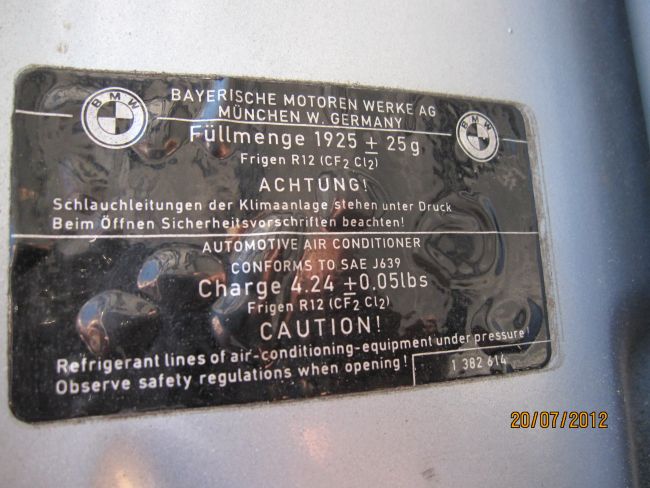 BMW
BMW
BAYERISCHE MOTOREN WERKE AG
MÜNCHEN W. GERMANY
Füllmenge 1925 ± 25g
Frigen R12 (CF2 Cl2)
ACHTUNG!
Schlauchleitungen der Klimaanlage stehen unter Druck
Beim Öffnen Sicherheitsvorschriften beachten!
AUTOMOTIVE AIR CONDITIONER
CONFORMS TO SAE J639
Charge 4.24 ±0.05lbs
Frigen R12 (CF2 Cl2)
CAUTION!
Refrigerant lines of air-conditioning-equipment under pressure!
Observe safety regulations when opening!
1 382 614
20/07/2012